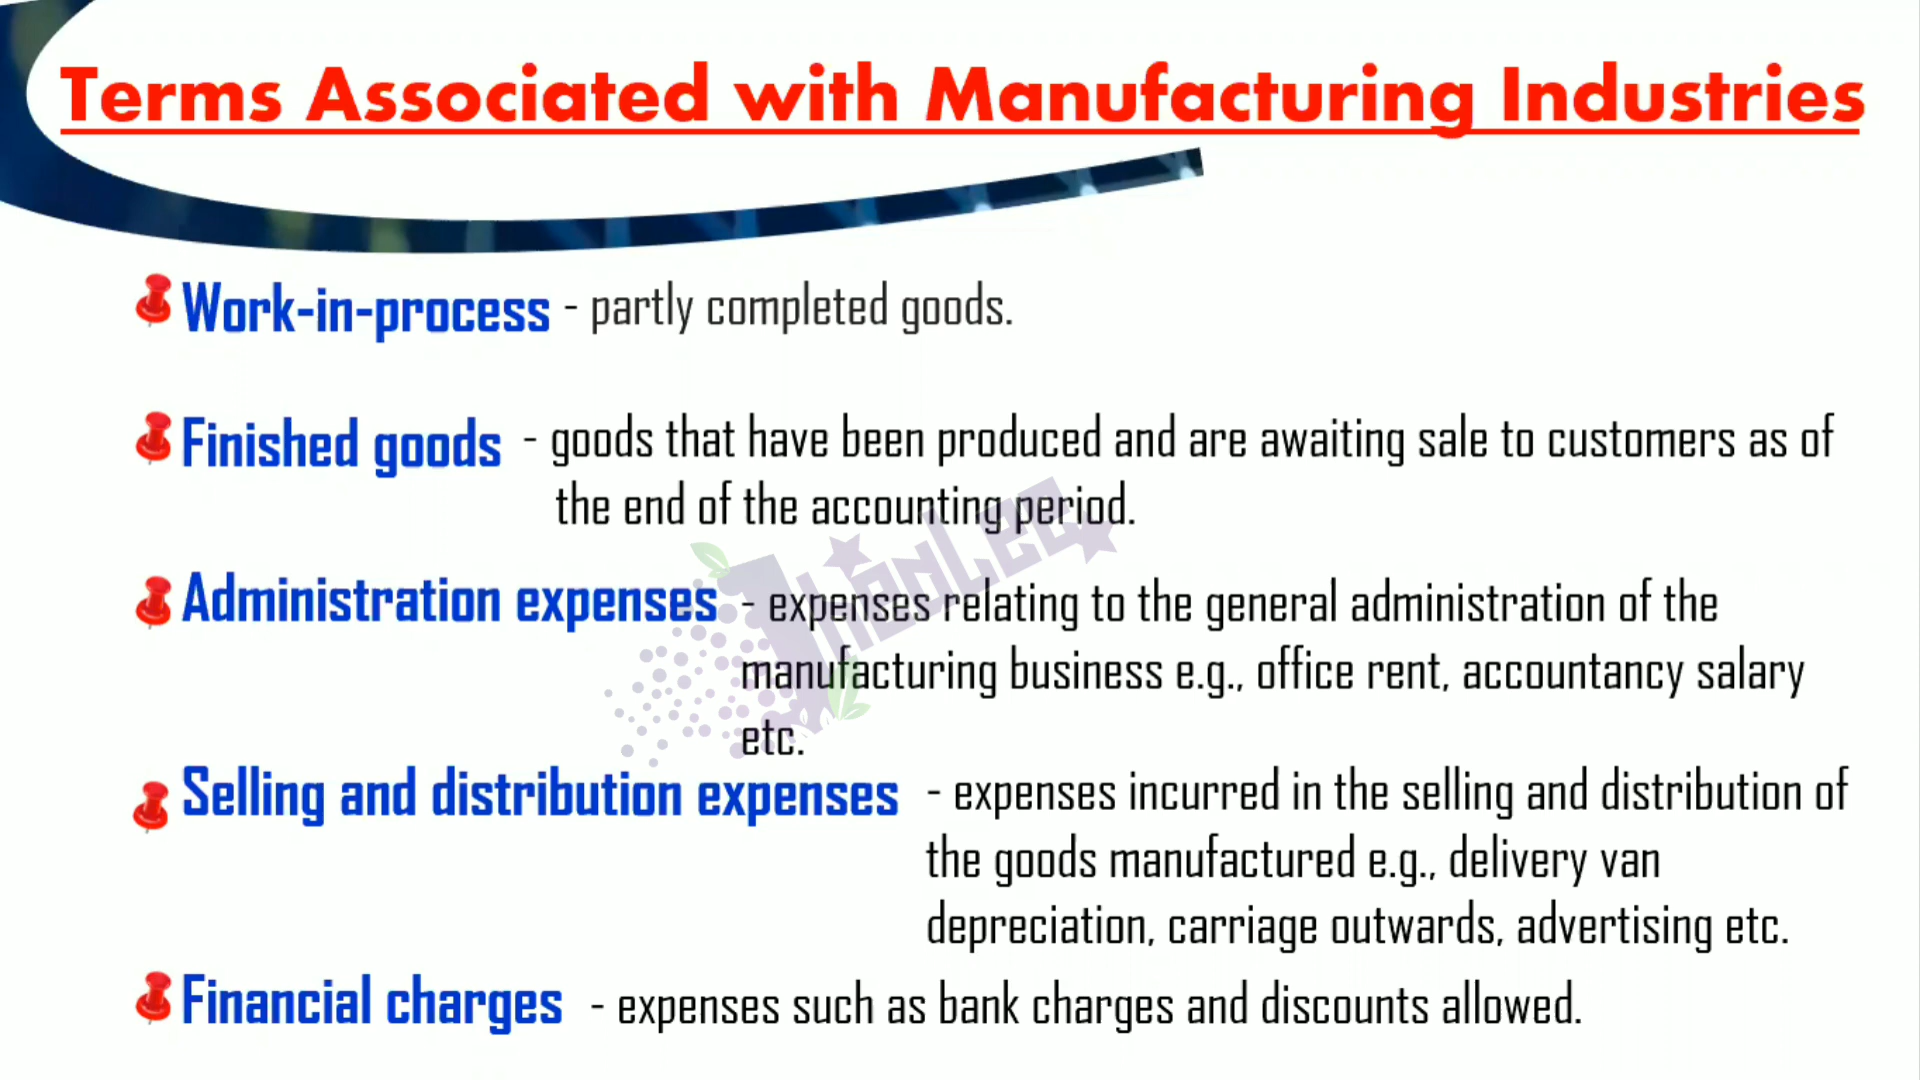 Terms Associated with Manufacturing Industries
Work-in-process - partly completed goods.
Finished goods - goods that have been produced and are awaiting sale to customers as of
the end of the accounting period.
Administration expenses - expenses relating to the general administration of the
manufacturing business e.g., office rent, accountancy salary
etc.
Selling and distribution expenses - expenses incurred in the selling and distribution of
the goods manufactured e.g., delivery van
depreciation, carriage outwards, advertising etc.
Financial charges - expenses such as bank charges and discounts allowed.